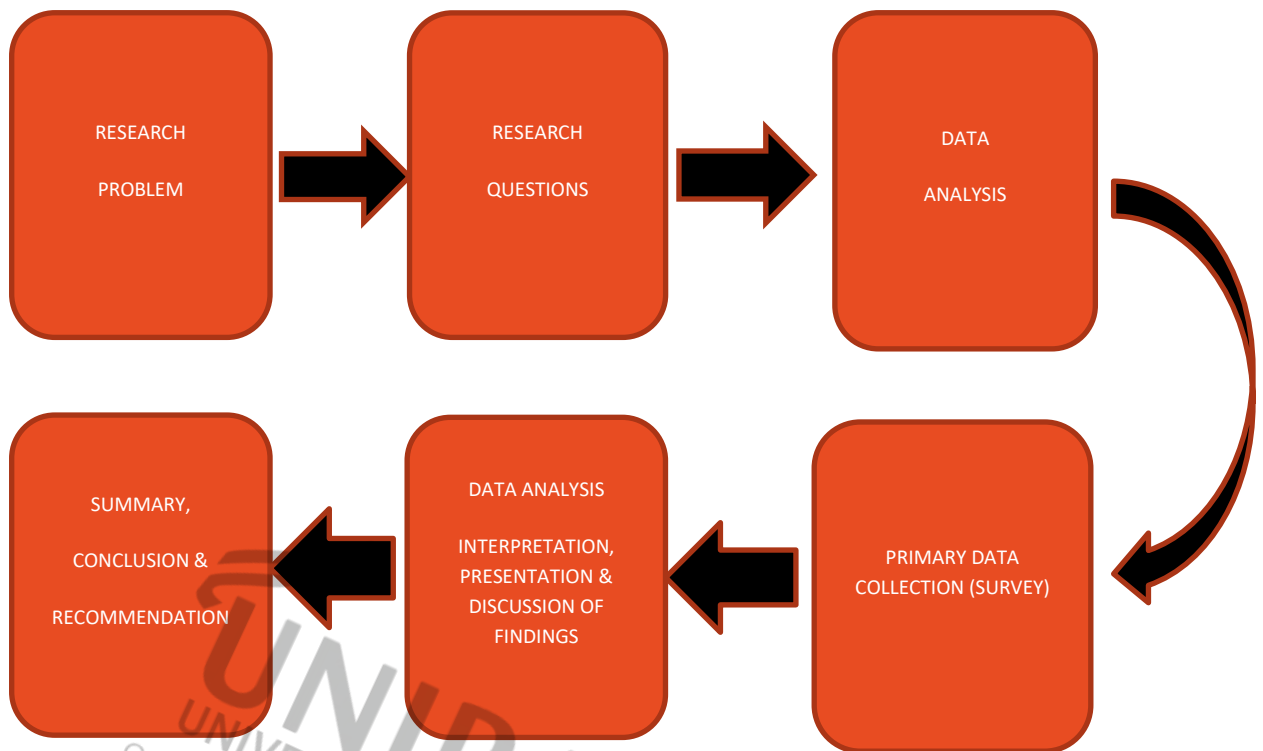 RESEARCH
PROBLEM
RESEARCH
QUESTIONS
DATA
ANALYSIS
PRIMARY DATA
COLLECTION (SURVEY)
DATA ANALYSIS
INTERPRETATION,
PRESENTATION &
DISCUSSION OF
FINDINGS
SUMMARY,
CONCLUSION &
RECOMMENDATION